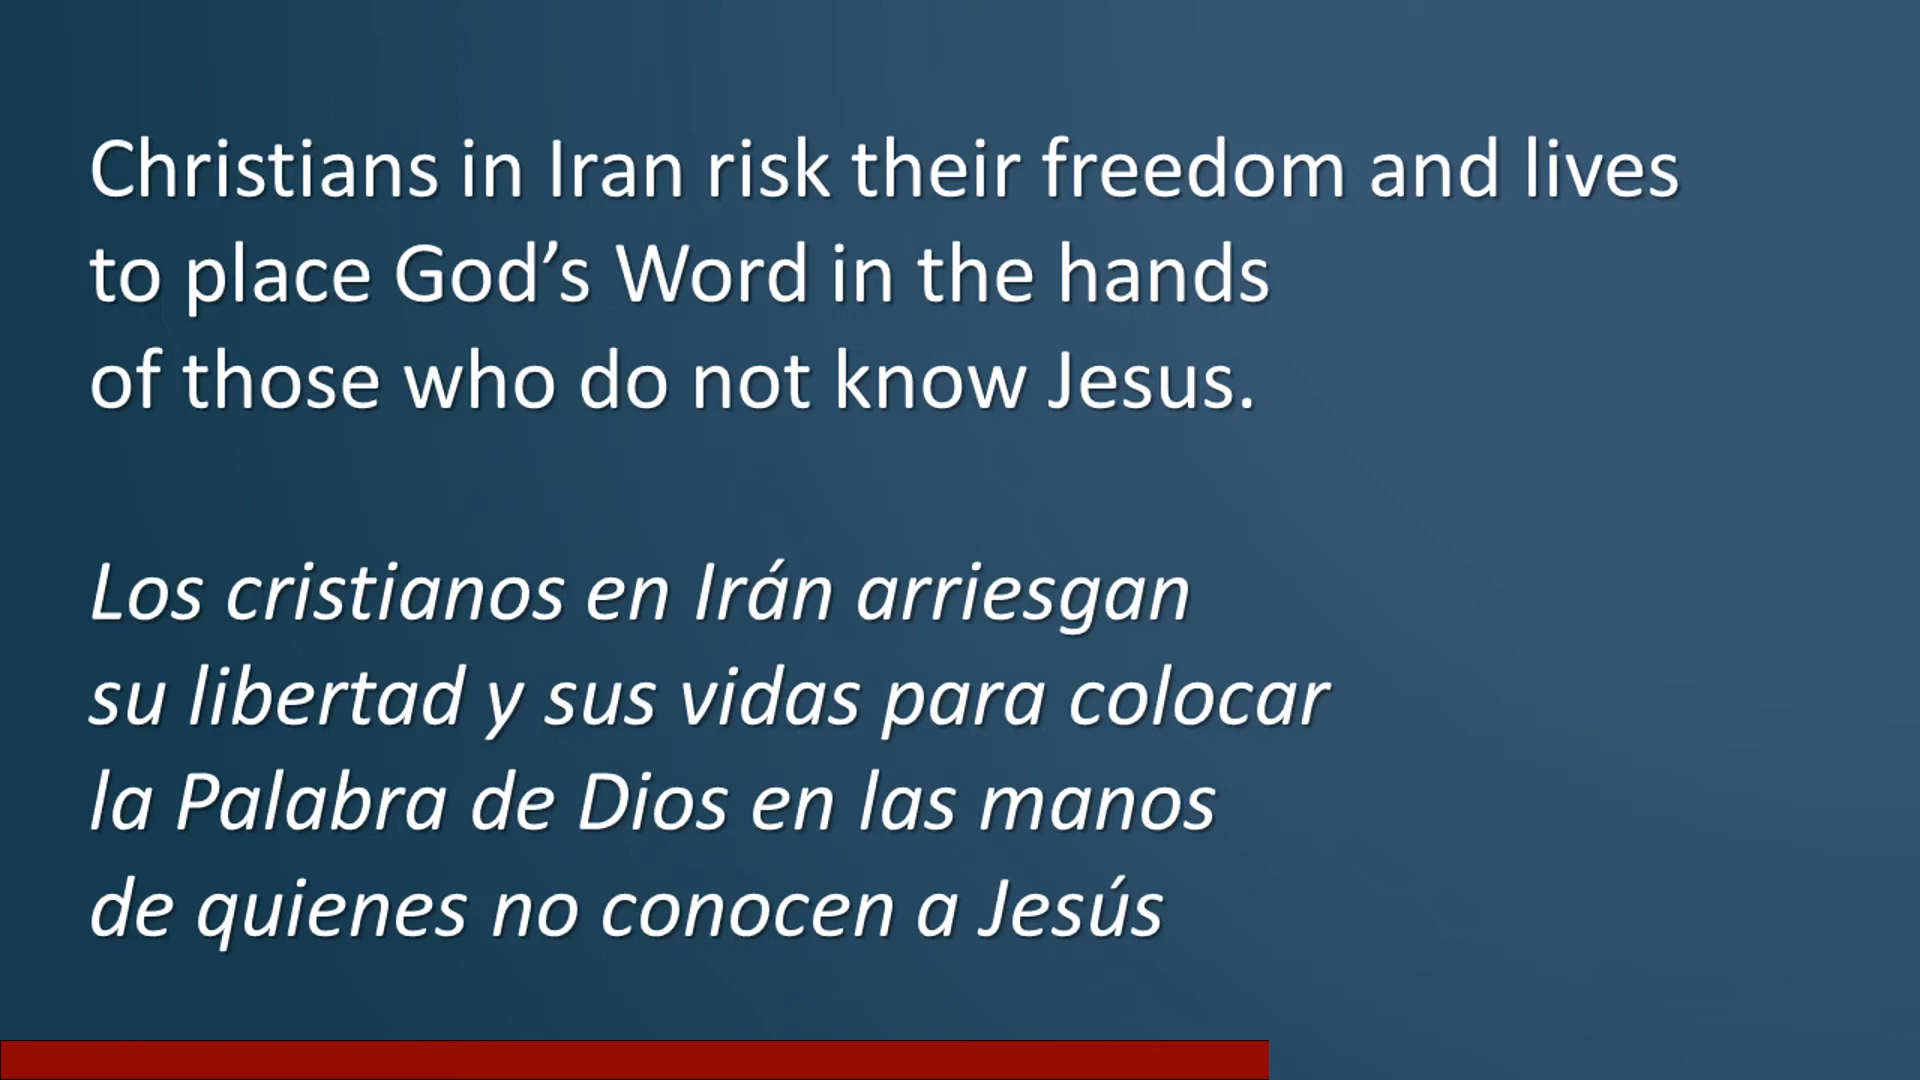 Christians in Iran risk their freedom and lives
to place God’s Word in the hands
of those who do not know Jesus.
Los cristianos en Irán arriesgan
su libertad y sus vidas para colocar
la Palabra de Dios en las manos
de quienes no conocen a Jesús